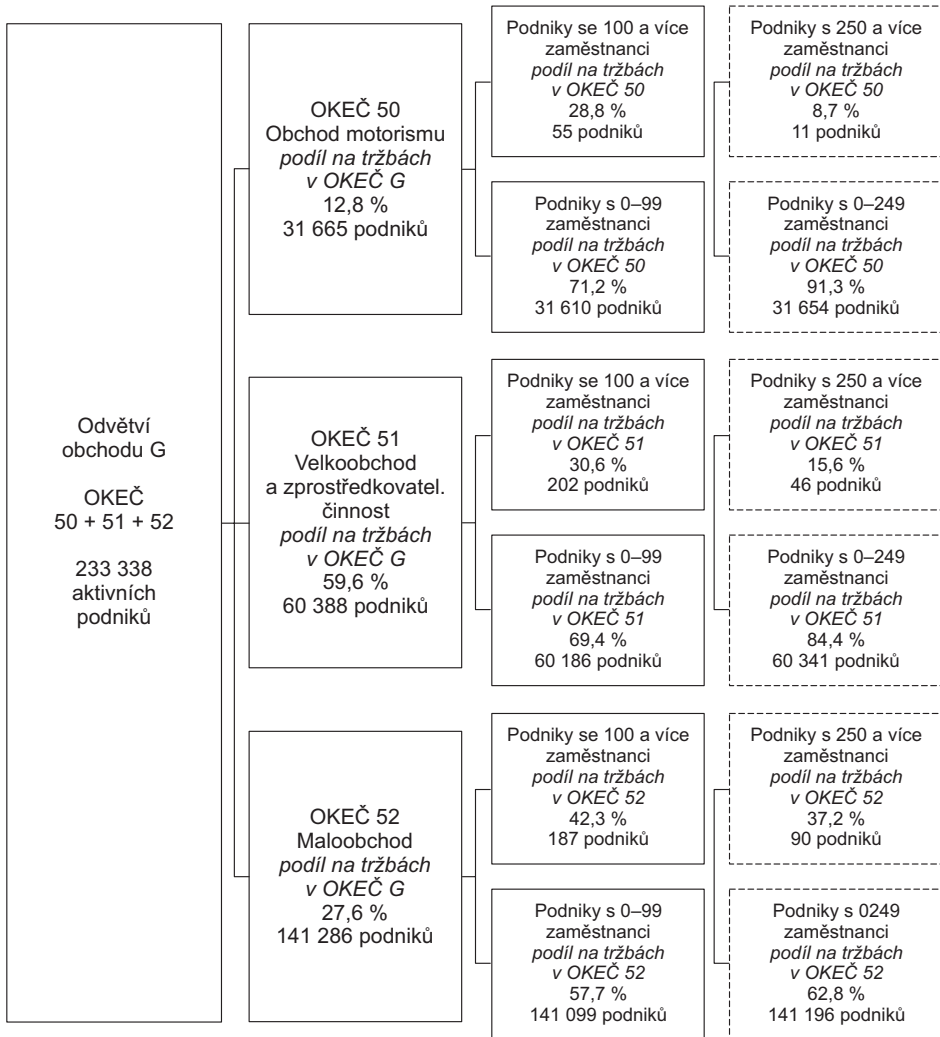 Odvětví
obchodu G
OKEČ
50 + 51 + 52
233 338
aktivních
podniků
OKEČ 50
Obchod motorismu
podíl na tržbách
v OKEČ G
12,8 %
31 665 podniků
Podniky se 100 a více
zaměstnanci
podíl na tržbách
v OKEČ 50
28,8 %
55 podniků
Podniky s 250 a více
zaměstnanci
podíl na tržbách
v OKEČ 50
8,7 %
11 podniků
Podniky s 0–99
zaměstnanci
podíl na tržbách
v OKEČ 50
71,2 %
31 610 podniků
Podniky s 0–249
zaměstnanci
podíl na tržbách
v OKEČ 50
91,3 %
31 654 podniků
OKEČ 51
Velkoobchod
a zprostředkovatel.
činnost
podíl na tržbách
v OKEČ G
59,6 %
60 388 podniků
Podniky se 100 a více
zaměstnanci
podíl na tržbách
v OKEČ 51
30,6 %
202 podniků
Podniky s 250 a více
zaměstnanci
podíl na tržbách
v OKEČ 51
15,6 %
46 podniků
Podniky s 0–99
zaměstnanci
podíl na tržbách
v OKEČ 51
69,4 %
60 186 podniků
Podniky s 0–249
zaměstnanci
podíl na tržbách
v OKEČ 51
84,4 %
60 341 podniků
OKEČ 52
Maloobchod
podíl na tržbách
v OKEČ G
27,6 %
141 286 podniků
Podniky se 100 a více
zaměstnanci
podíl na tržbách
v OKEČ 52
42,3 %
187 podniků
Podniky s 250 a více
zaměstnanci
podíl na tržbách
v OKEČ 52
37,2 %
90 podniků
Podniky s 0–99
zaměstnanci
podíl na tržbách
v OKEČ 52
57,7 %
141 099 podniků
Podniky s 0249
zaměstnanci
podíl na tržbách
v OKEČ 52
62,8 %
141 196 podniků